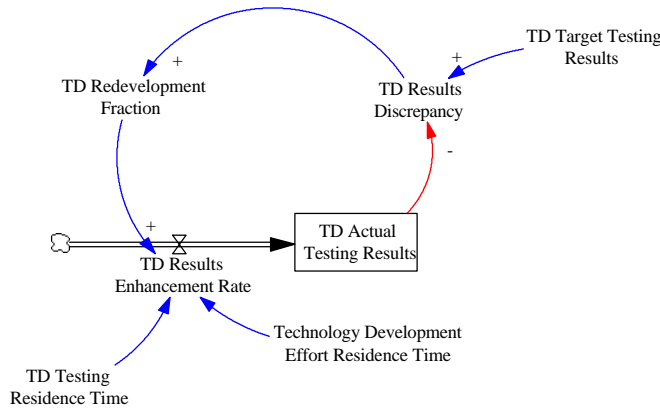 TD Target Testing
Results
+
+
TD Redevelopment
Fraction
TD Results
Discrepancy
-
+
TD Actual
Testing Results
TD Results
Enhancement Rate
Technology Development
Effort Residence Time
TD Testing
Residence Time